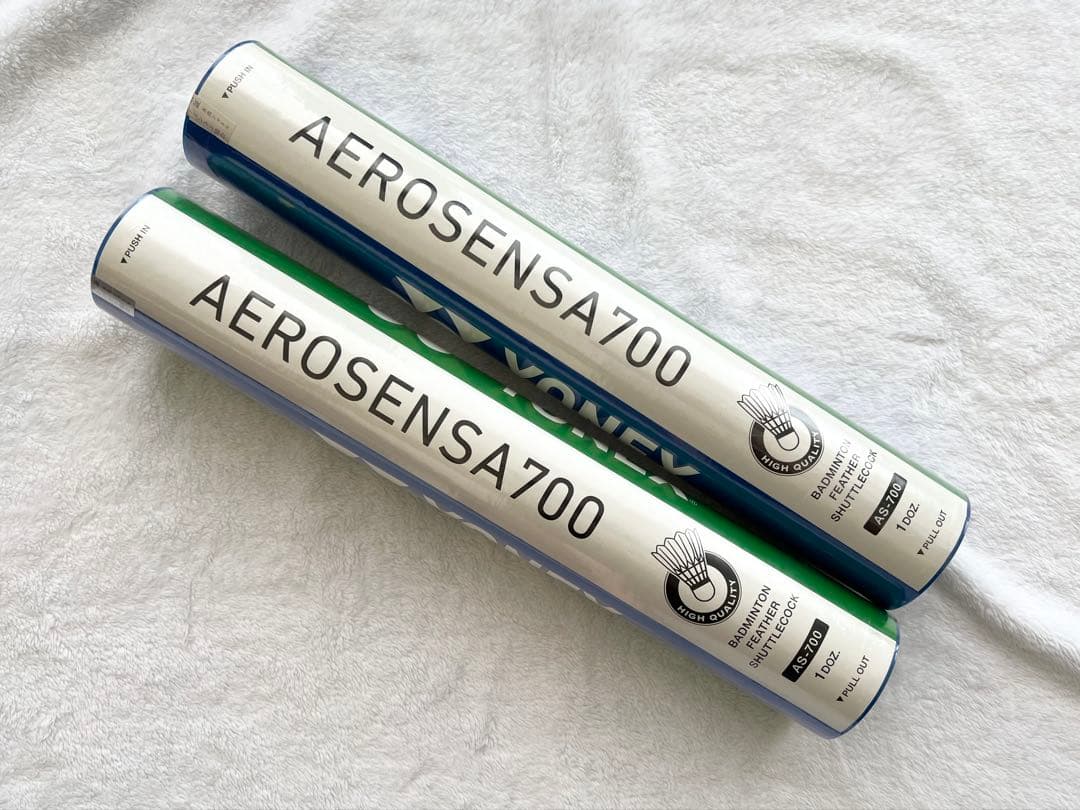 PUSH IN
AEROSENSA700
YONEX
HIGH QUALITY
BADMINTON
FEATHER
SHUTTLECOCK
AS-700
1 DOZ.
PULL OUT
PUSH IN
AEROSENSA700
HIGH QUALITY
BADMINTON
FEATHER
SHUTTLECOCK
AS-700
1 DOZ.
PULL OUT